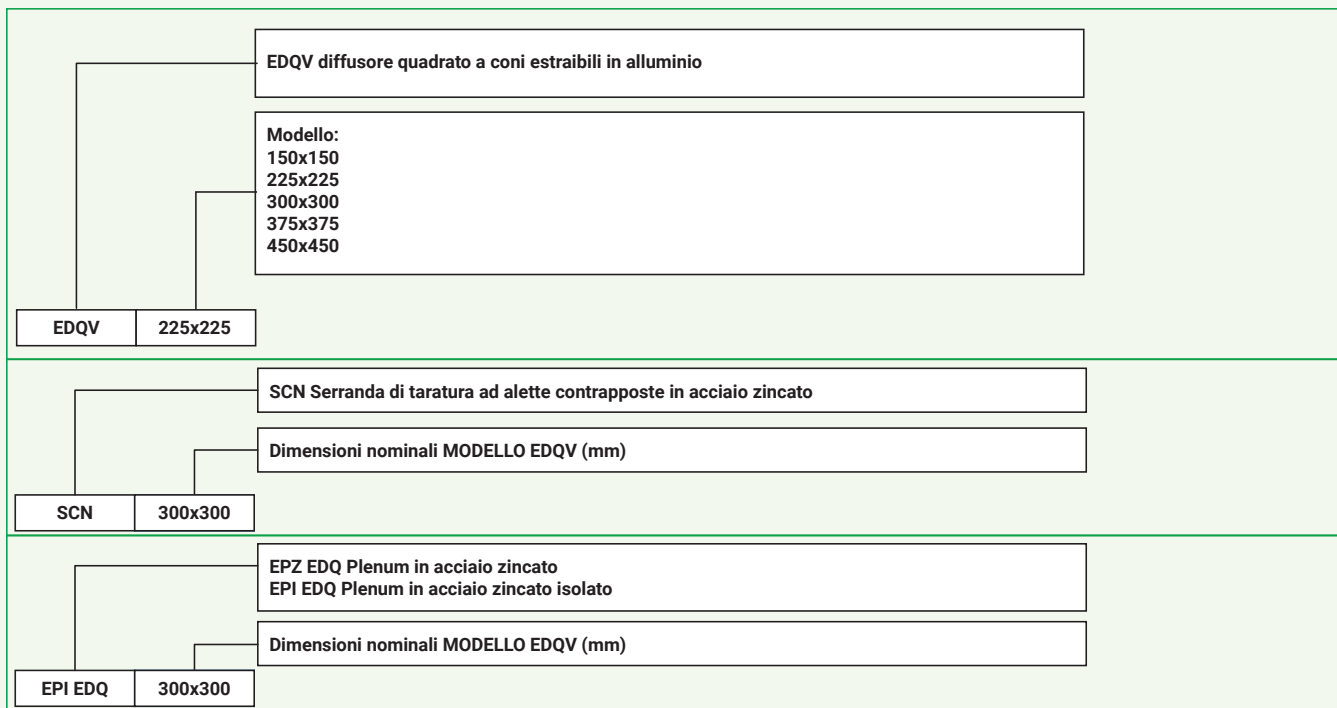 EDQV diffusore quadrato a coni estraibili in alluminio
Modello:
150x150
225x225
300x300
375x375
450x450
EDQV 225x225
SCN Serranda di taratura ad alette contrapposte in acciaio zincato
Dimensioni nominali MODELLO EDQV (mm)
SCN 300x300
EPZ EDQ Plenum in acciaio zincato
EPI EDQ Plenum in acciaio zincato isolato
Dimensioni nominali MODELLO EDQV (mm)
EPI EDQ 300x300